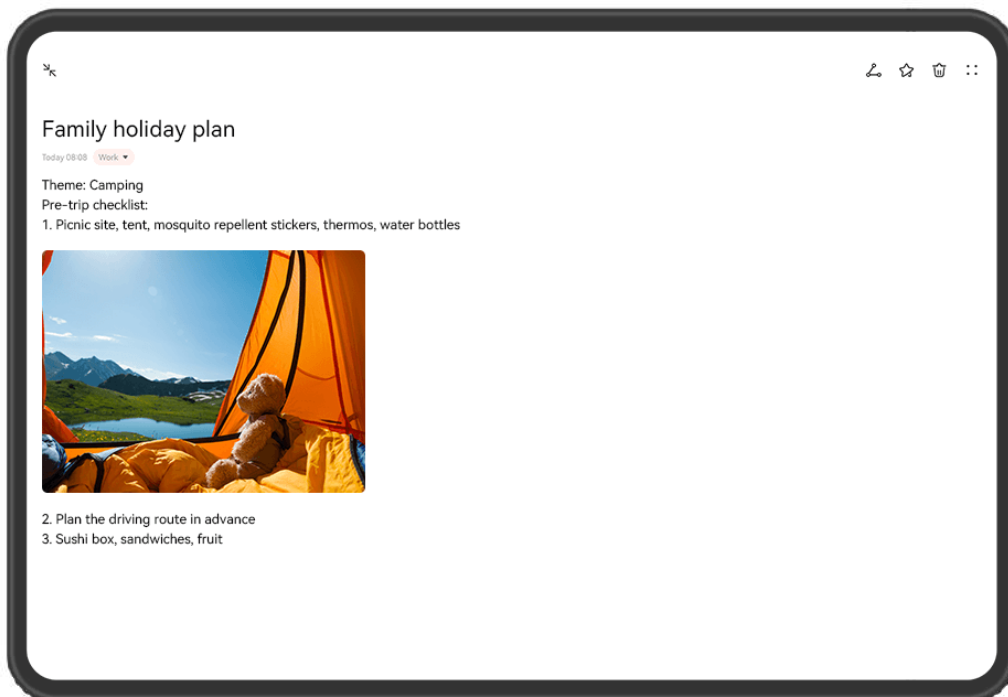 Family holiday plan
Today 08:08 Work
Theme: Camping
Pre-trip checklist:
1. Picnic site, tent, mosquito repellent stickers, thermos, water bottles
2. Plan the driving route in advance
3. Sushi box, sandwiches, fruit